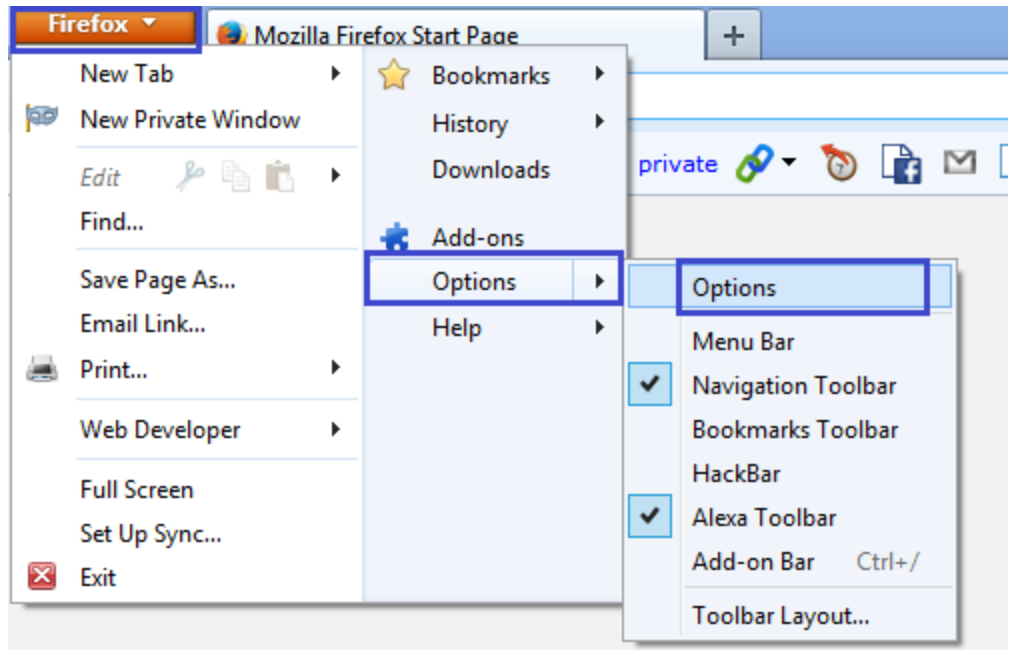 Firefox
Mozilla Firefox Start Page
+
New Tab
New Private Window
Edit
Find...
Save Page As...
Email Link...
Print...
Web Developer
Full Screen
Set Up Sync...
Exit
Bookmarks
History
Downloads
Add-ons
Options
Help
private
Options
Menu Bar
Navigation Toolbar
Bookmarks Toolbar
HackBar
Alexa Toolbar
Add-on Bar Ctrl+/
Toolbar Layout...